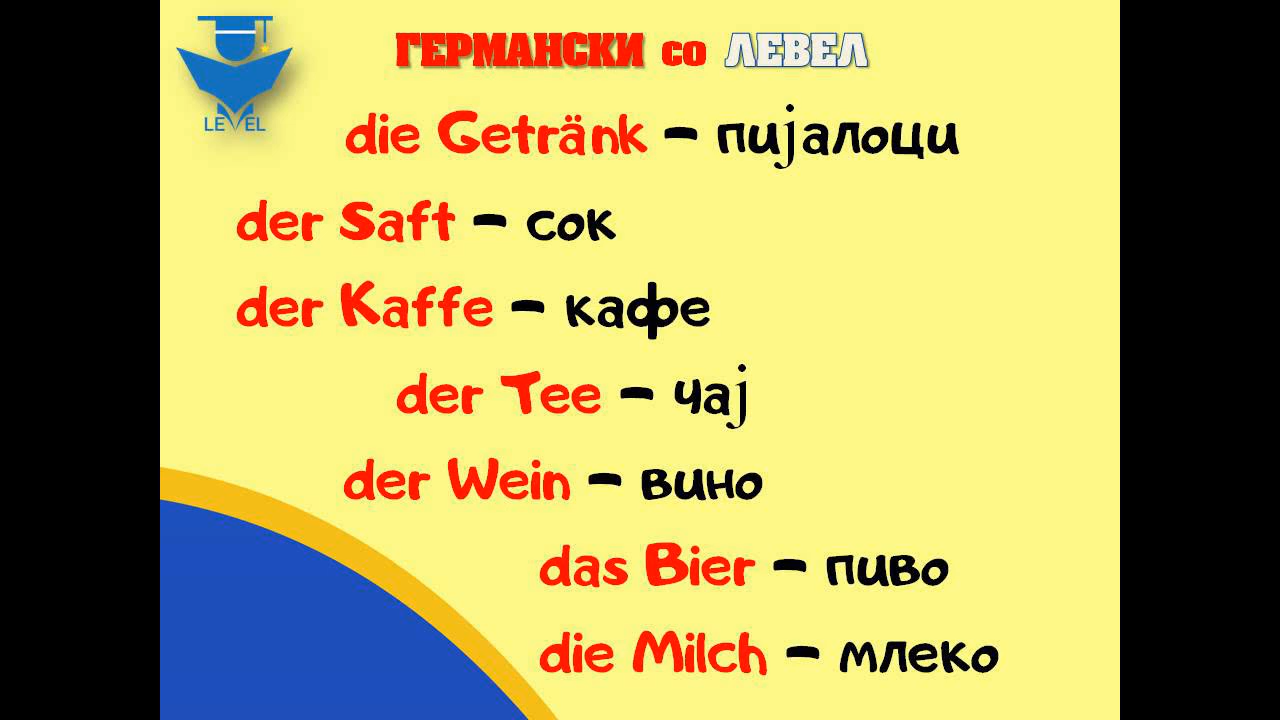 LEVEL
ГЕРМАНСКИ со ЛЕВЕЛ
die Getränk – пијалоци
der Saft – сок
der Kaffe – кафе
der Tee – чај
der Wein – вино
das Bier – пиво
die Milch – млеко